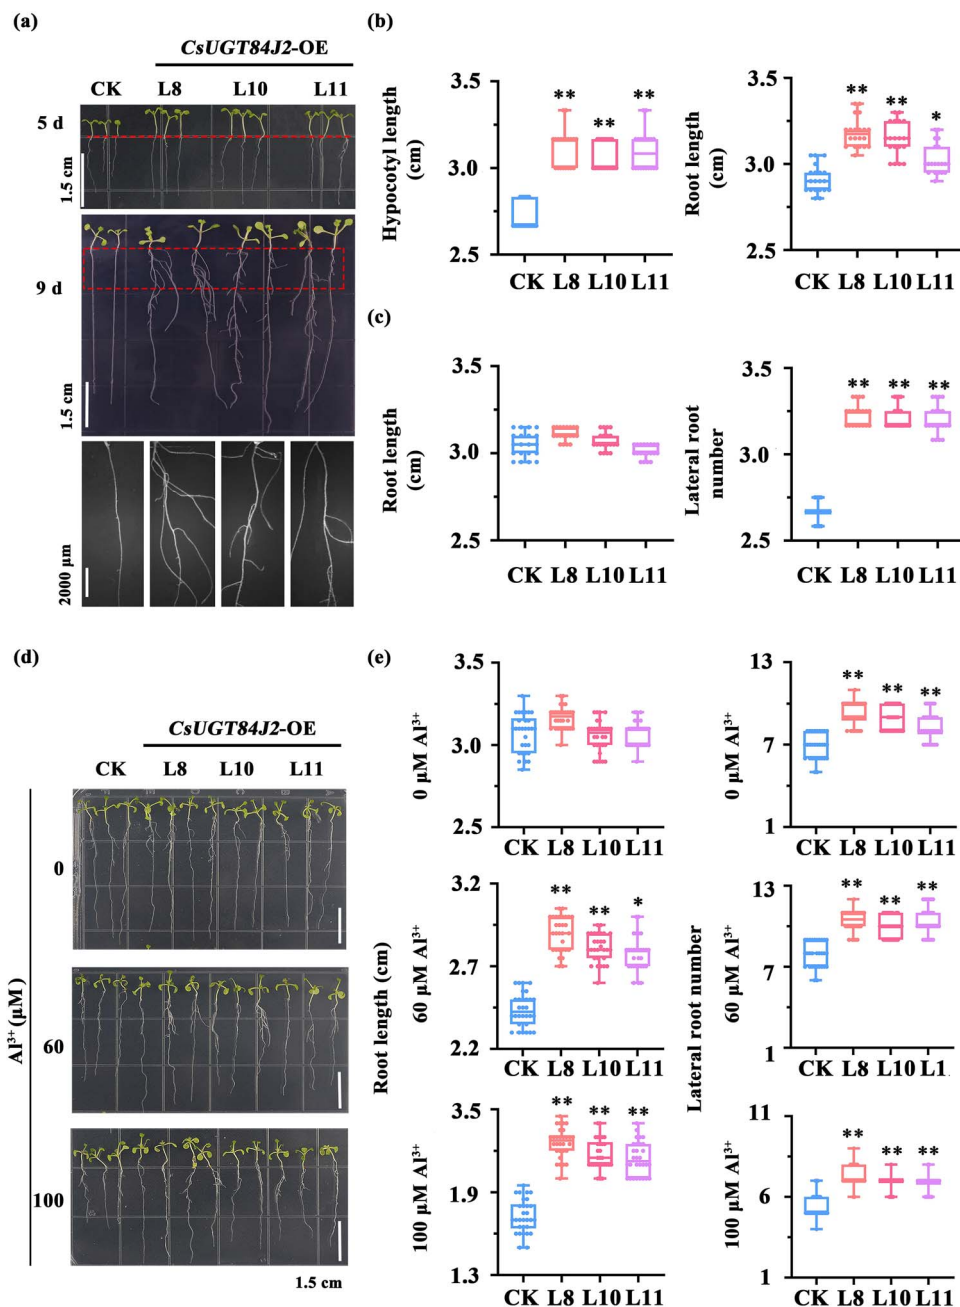 (a)
CsUGT84J2-OE
CK L8 L10 L11
5 d
1.5 cm
9 d
1.5 cm
2000 μm
(b)
Hypocotyl length
(cm)
3.5
3.0
2.5
** ** **
CK L8 L10 L11
Root length
(cm)
3.5
3.0
2.5
** ** *
CK L8 L10 L11
(c)
Root length
(cm)
3.5
3.0
2.5
CK L8 L10 L11
Lateral root
number
3.5
3.0
2.5
** ** **
CK L8 L10 L11
(d)
CsUGT84J2-OE
CK L8 L10 L11
Al³⁺ (μM)
0
60
100
1.5 cm
(e)
Root length (cm)
0 μM Al³⁺
3.5
3.0
2.5
CK L8 L10 L11
60 μM Al³⁺
3.2
2.7
2.2
** ** *
CK L8 L10 L11
100 μM Al³⁺
3.5
1.9
1.3
** ** **
CK L8 L10 L11
Lateral root number
0 μM Al³⁺
13
7
1
** ** **
CK L8 L10 L11
60 μM Al³⁺
13
7
1
** ** **
CK L8 L10 L1
100 μM Al³⁺
11
6
1
** ** **
CK L8 L10 L11